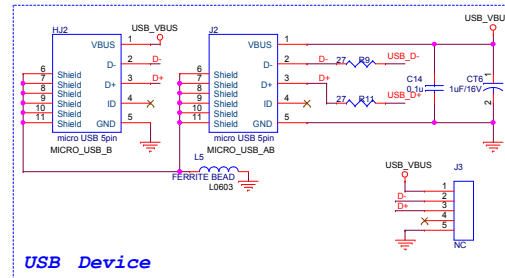 HJ2
VBUS 1 USB_VBUS
D- 2 D-
D+ 3 D+
ID 4
GND 5
6 Shield
7 Shield
8 Shield
9 Shield
10 Shield
11 Shield
micro USB 5pin
MICRO_USB_B
J2
VBUS 1
D- 2 D- 27 R9 USB_D-
D+ 3 D+
ID 4 27 R11 USB_D+
GND 5
6 Shield
7 Shield
8 Shield
9 Shield
10 Shield
11 Shield
micro USB 5pin
MICRO_USB_AB
USB_VBU
C14
0.1u
CT6
1uF/16V
1
2
L5
FERRITE BEAD
L0603
USB_VBUS
J3
1
D- 2
D+ 3
4
5
NC
USB Device